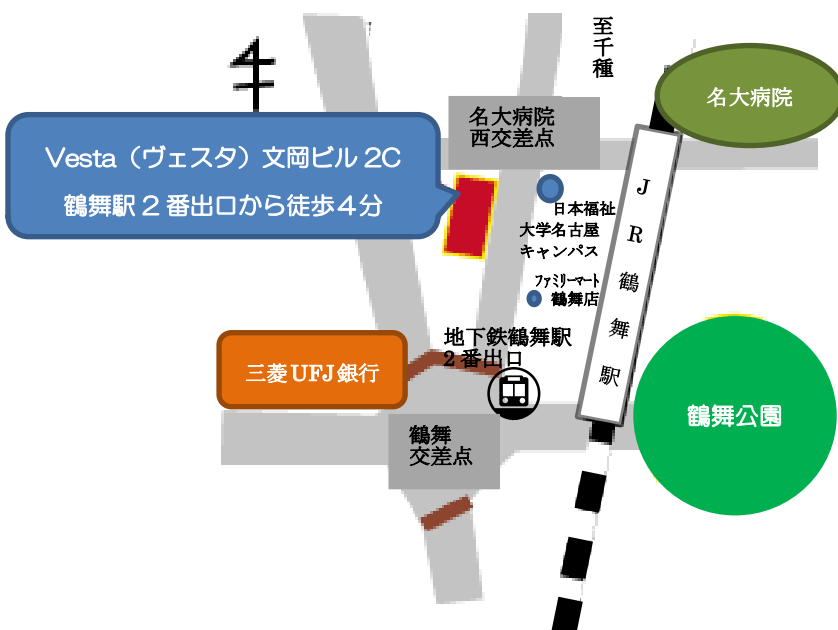 至千種
名大病院
名大病院
西交差点
Vesta（ヴェスタ）文岡ビル 2C
鶴舞駅 2 番出口から徒歩4分
日本福祉
大学名古屋
キャンパス
ファミリーマート
鶴舞店
JR鶴舞駅
地下鉄鶴舞駅
2 番出口
三菱 UFJ 銀行
鶴舞公園
鶴舞
交差点